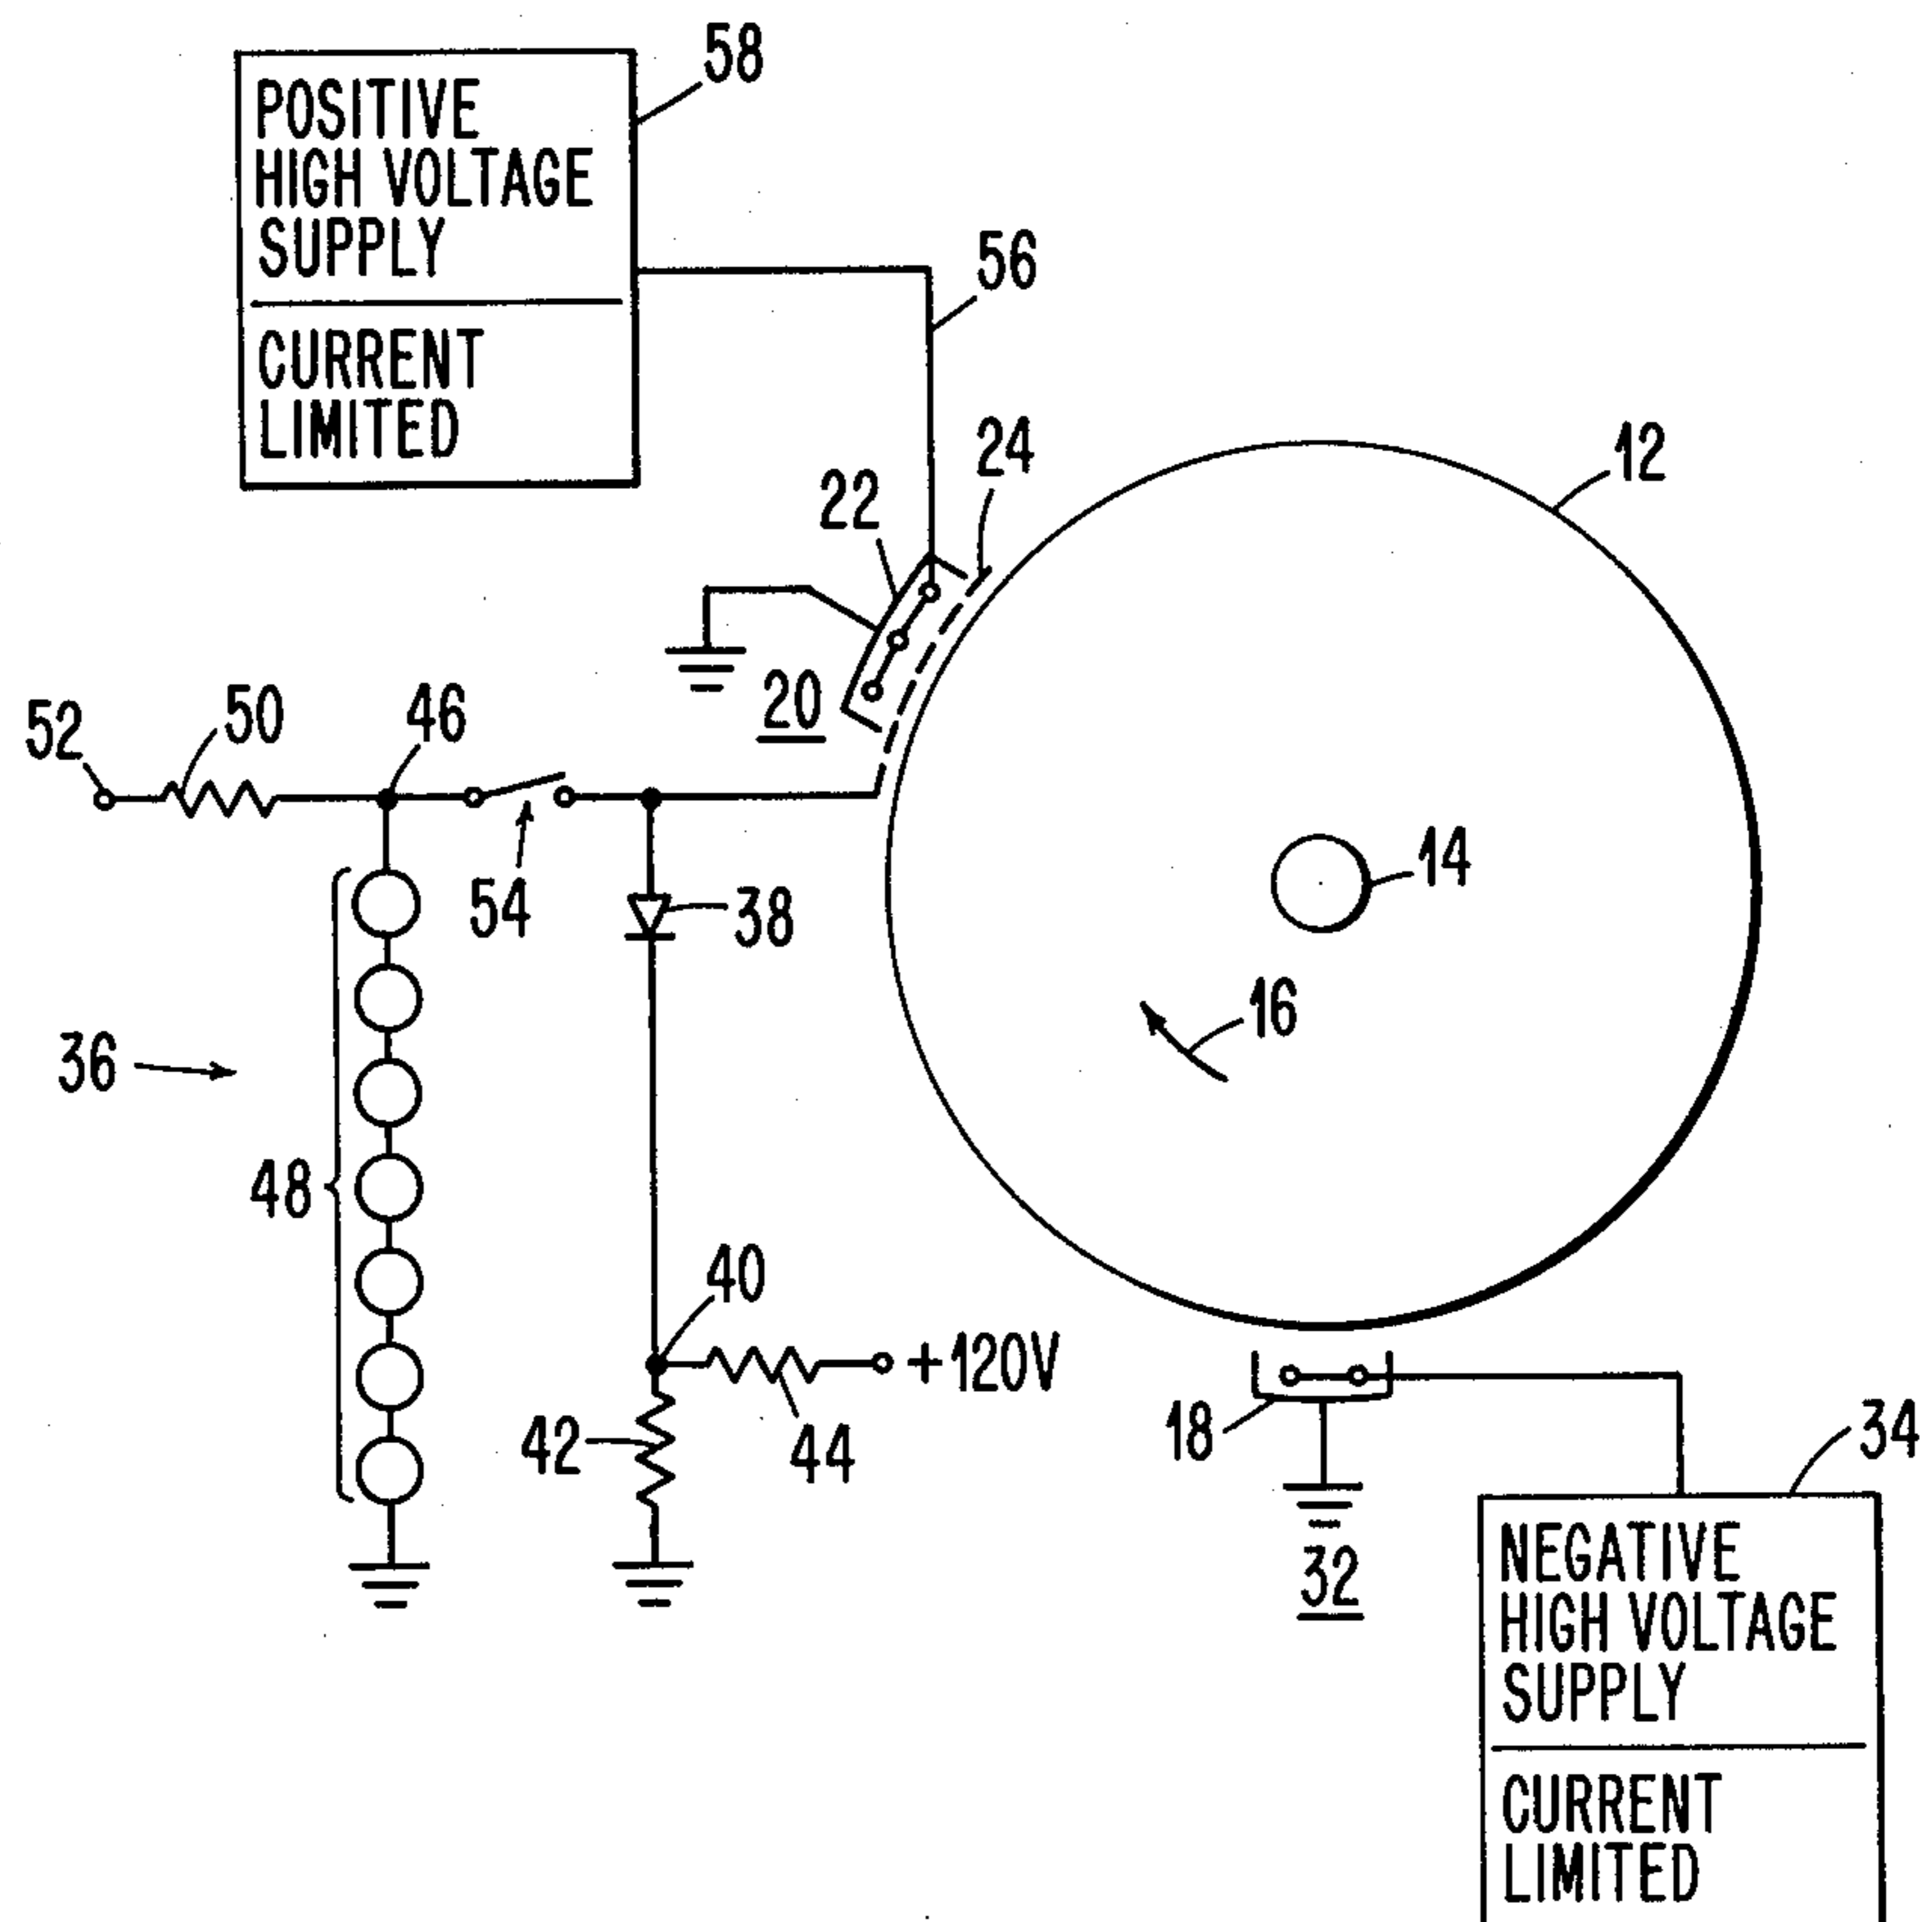 58
POSITIVE
HIGH VOLTAGE
SUPPLY
CURRENT
LIMITED
56
24
12
22
20
52
50
46
54
38
14
16
36
48
40
+120V
42
44
18
34
32
NEGATIVE
HIGH VOLTAGE
SUPPLY
CURRENT
LIMITED